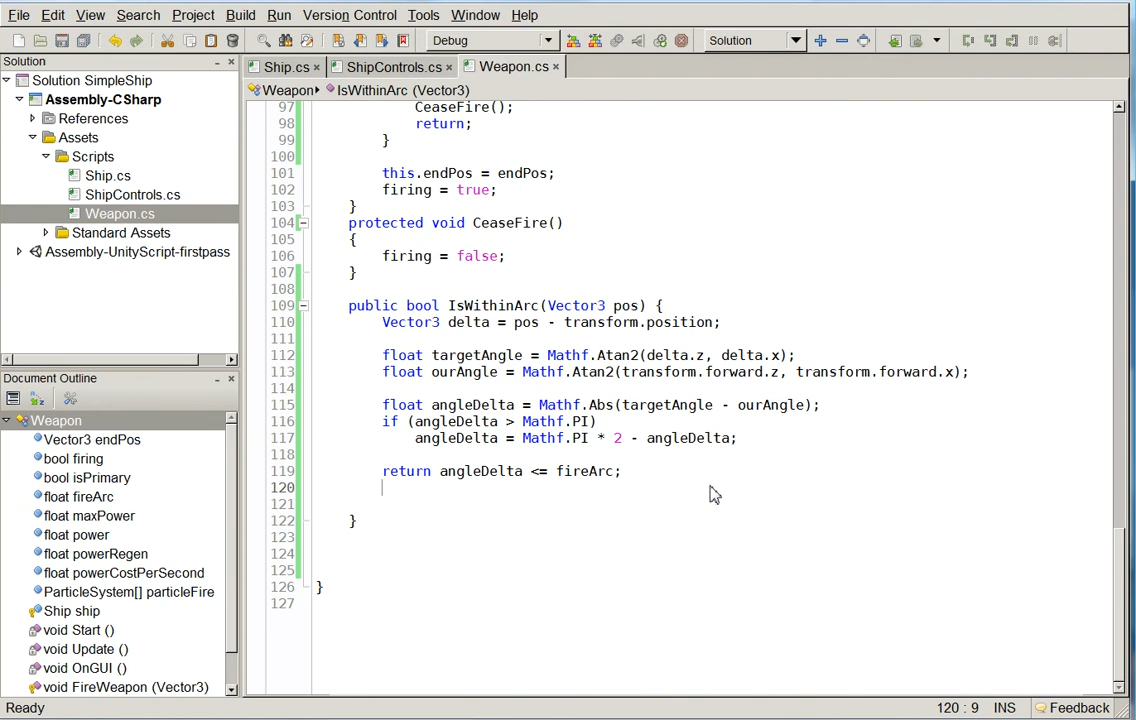 File Edit View Search Project Build Run Version Control Tools Window Help
Debug Solution
Solution
Solution SimpleShip
Assembly-CSharp
References
Assets
Scripts
Ship.cs
ShipControls.cs
Weapon.cs
Standard Assets
Assembly-UnityScript-firstpass
Document Outline
Weapon
Vector3 endPos
bool firing
bool isPrimary
float fireArc
float maxPower
float power
float powerRegen
float powerCostPerSecond
ParticleSystem[] particleFire
Ship ship
void Start ()
void Update ()
void OnGUI ()
void FireWeapon (Vector3)
Ship.cs × ShipControls.cs × Weapon.cs ×
Weapon IsWithinArc (Vector3)
97 CeaseFire();
98 return;
99 }
100
101 this.endPos = endPos;
102 firing = true;
103 }
104 protected void CeaseFire()
105 {
106 firing = false;
107 }
108
109 public bool IsWithinArc(Vector3 pos) {
110 Vector3 delta = pos - transform.position;
111
112 float targetAngle = Mathf.Atan2(delta.z, delta.x);
113 float ourAngle = Mathf.Atan2(transform.forward.z, transform.forward.x);
114
115 float angleDelta = Mathf.Abs(targetAngle - ourAngle);
116 if (angleDelta > Mathf.PI)
117 angleDelta = Mathf.PI * 2 - angleDelta;
118
119 return angleDelta <= fireArc;
120
121
122 }
123
124
125
126 }
127
Ready 120 : 9 INS Feedback